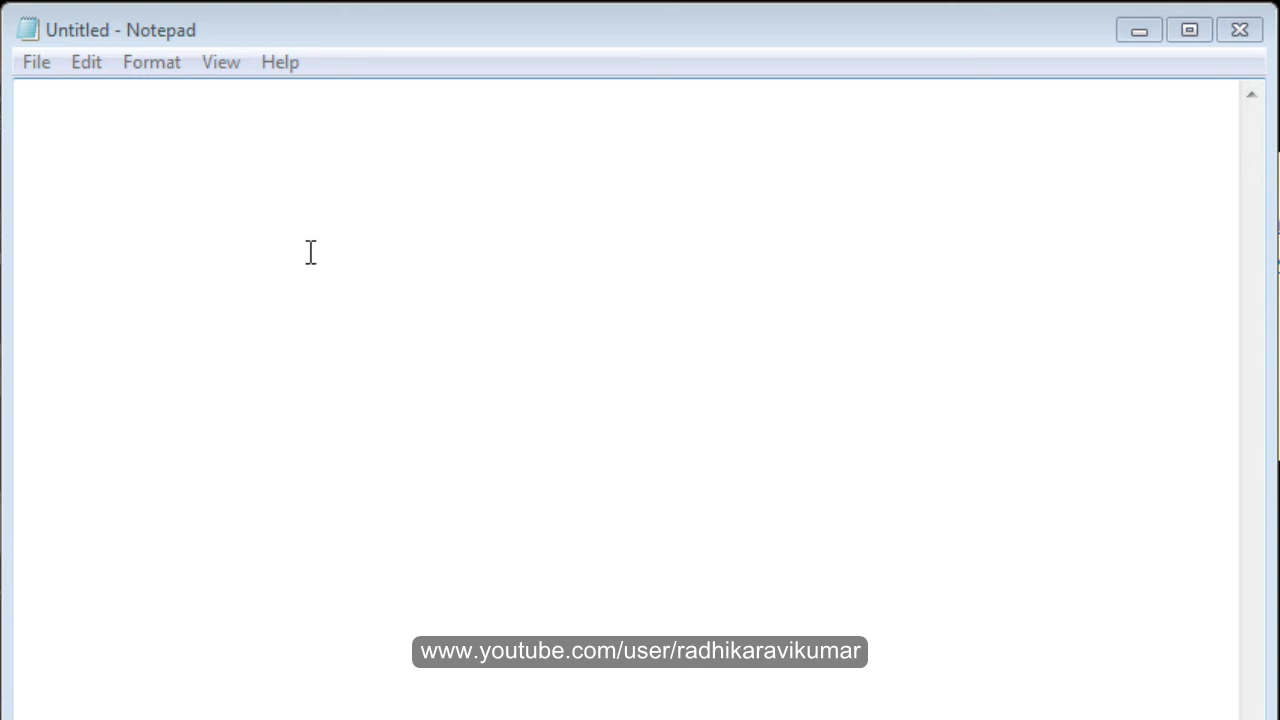 Untitled - Notepad
File Edit Format View Help
www.youtube.com/user/radhikaravikumar